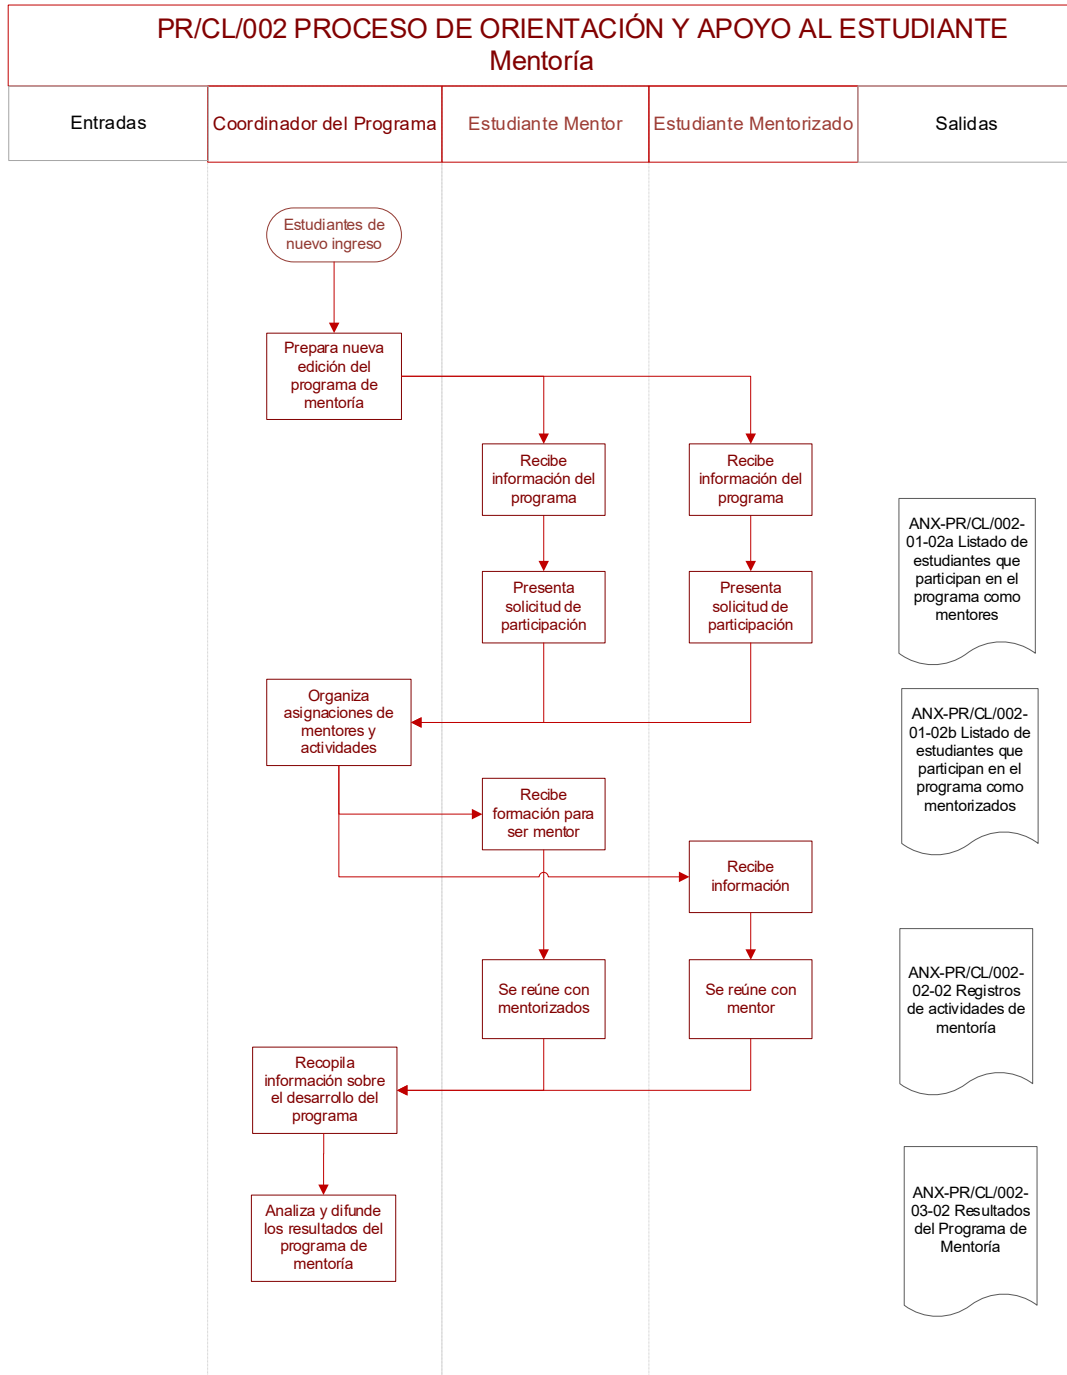 PR/CL/002 PROCESO DE ORIENTACIÓN Y APOYO AL ESTUDIANTE
Mentoría
Entradas
Coordinador del Programa
Estudiante Mentor
Estudiante Mentorizado
Salidas
Estudiantes de
nuevo ingreso
Prepara nueva
edición del
programa de
mentoría
Recibe
información del
programa
Recibe
información del
programa
ANX-PR/CL/002-
01-02a Listado de
estudiantes que
participan en el
programa como
mentores
Presenta
solicitud de
participación
Presenta
solicitud de
participación
Organiza
asignaciones de
mentores y
actividades
ANX-PR/CL/002-
01-02b Listado de
estudiantes que
participan en el
programa como
mentorizados
Recibe
formación para
ser mentor
Recibe
información
Se reúne con
mentorizados
Se reúne con
mentor
ANX-PR/CL/002-
02-02 Registros
de actividades de
mentoría
Recopila
información sobre
el desarrollo del
programa
Analiza y difunde
los resultados del
programa de
mentoría
ANX-PR/CL/002-
03-02 Resultados
del Programa de
Mentoría